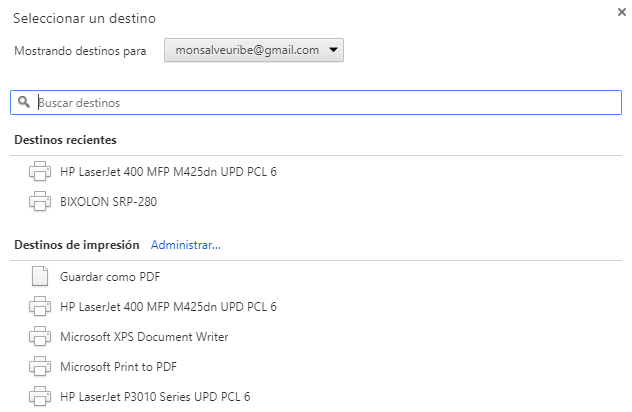 Seleccionar un destino
Mostrando destinos para monsalveuribe@gmail.com
Buscar destinos
Destinos recientes
HP LaserJet 400 MFP M425dn UPD PCL 6
BIXOLON SRP-280
Destinos de impresión Administrar...
Guardar como PDF
HP LaserJet 400 MFP M425dn UPD PCL 6
Microsoft XPS Document Writer
Microsoft Print to PDF
HP LaserJet P3010 Series UPD PCL 6